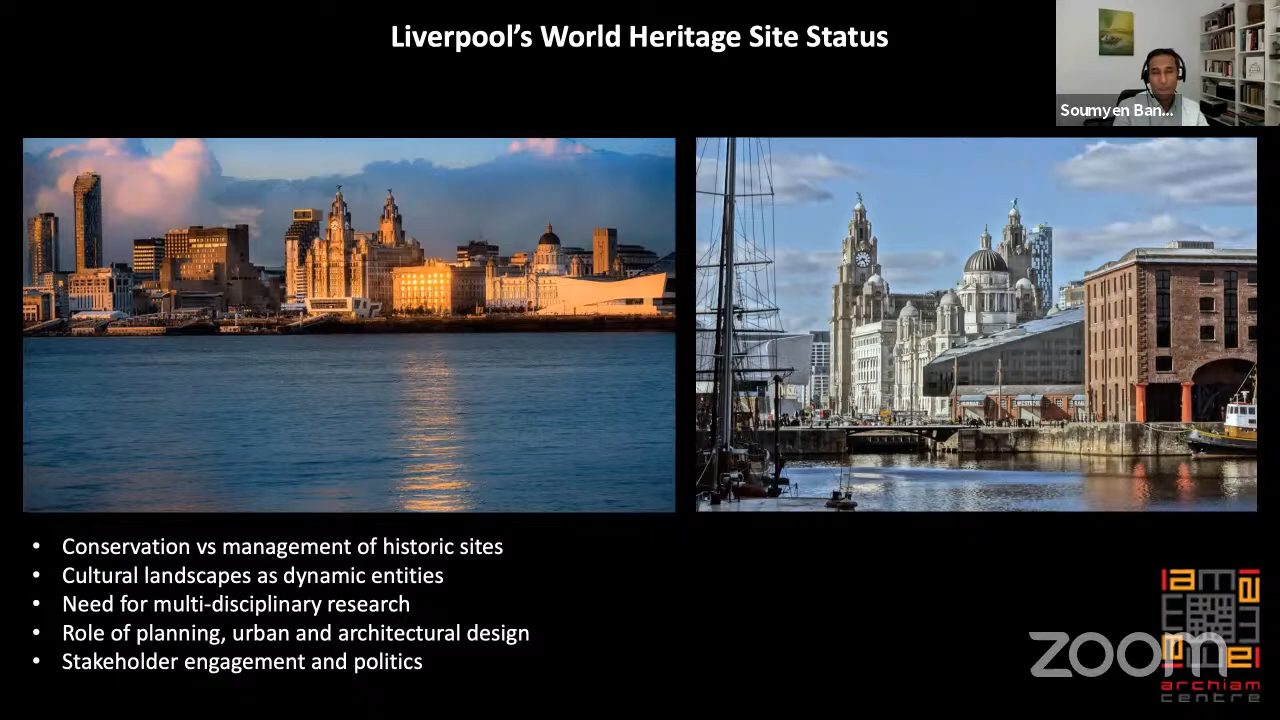 Liverpool’s World Heritage Site Status
Soumyen Ban...
• Conservation vs management of historic sites
• Cultural landscapes as dynamic entities
• Need for multi-disciplinary research
• Role of planning, urban and architectural design
• Stakeholder engagement and politics
zoom
archiam
centre